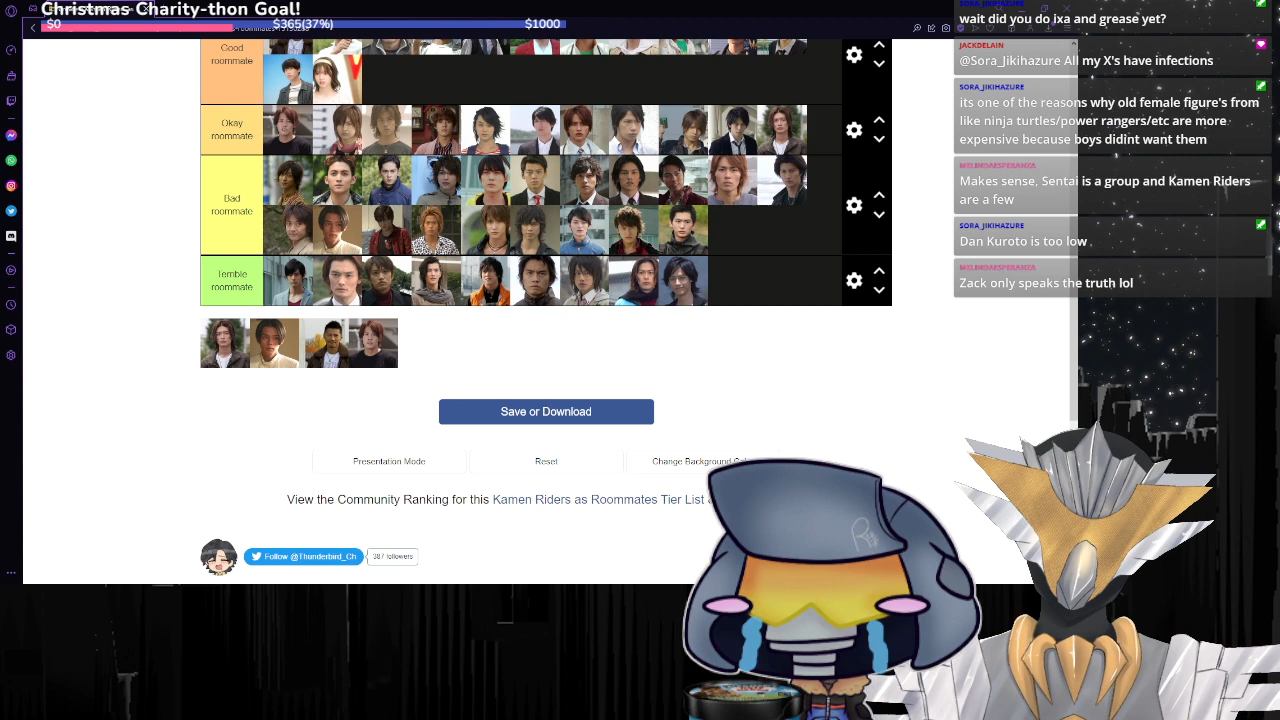 Christmas Charity-thon Goal!
$0
$365(37%)
$1000
Good
roommate
Okay
roommate
Bad
roommate
Terrible
roommate
Save or Download
Presentation Mode
Reset
Change Background
View the Community Ranking for this Kamen Riders as Roommates Tier List &
Follow @Thunderbird_Ch
387 followers
SORA_JIKIHAZURE
wait did you do ixa and grease yet?
JACKDELAIN
@Sora_Jikihazure All my X's have infections
SORA_JIKIHAZURE
its one of the reasons why old female figure's from
like ninja turtles/power rangers/etc are more
expensive because boys didint want them
MELINDAESPERANZA
Makes sense, Sentai is a group and Kamen Riders
are a few
SORA_JIKIHAZURE
Dan Kuroto is too low
MELINDAESPERANZA
Zack only speaks the truth lol